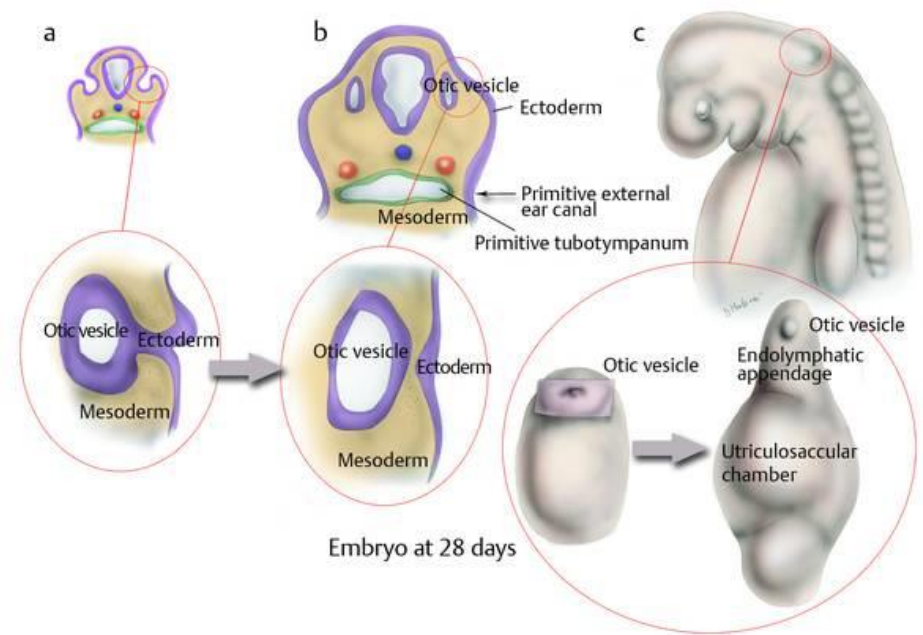 a
b
c
Otic vesicle
Ectoderm
Primitive external
ear canal
Mesoderm
Primitive tubotympanum
Otic vesicle
Ectoderm
Mesoderm
Otic vesicle
Ectoderm
Mesoderm
Otic vesicle
Otic vesicle
Endolymphatic
appendage
Utriculosaccular
chamber
Embryo at 28 days